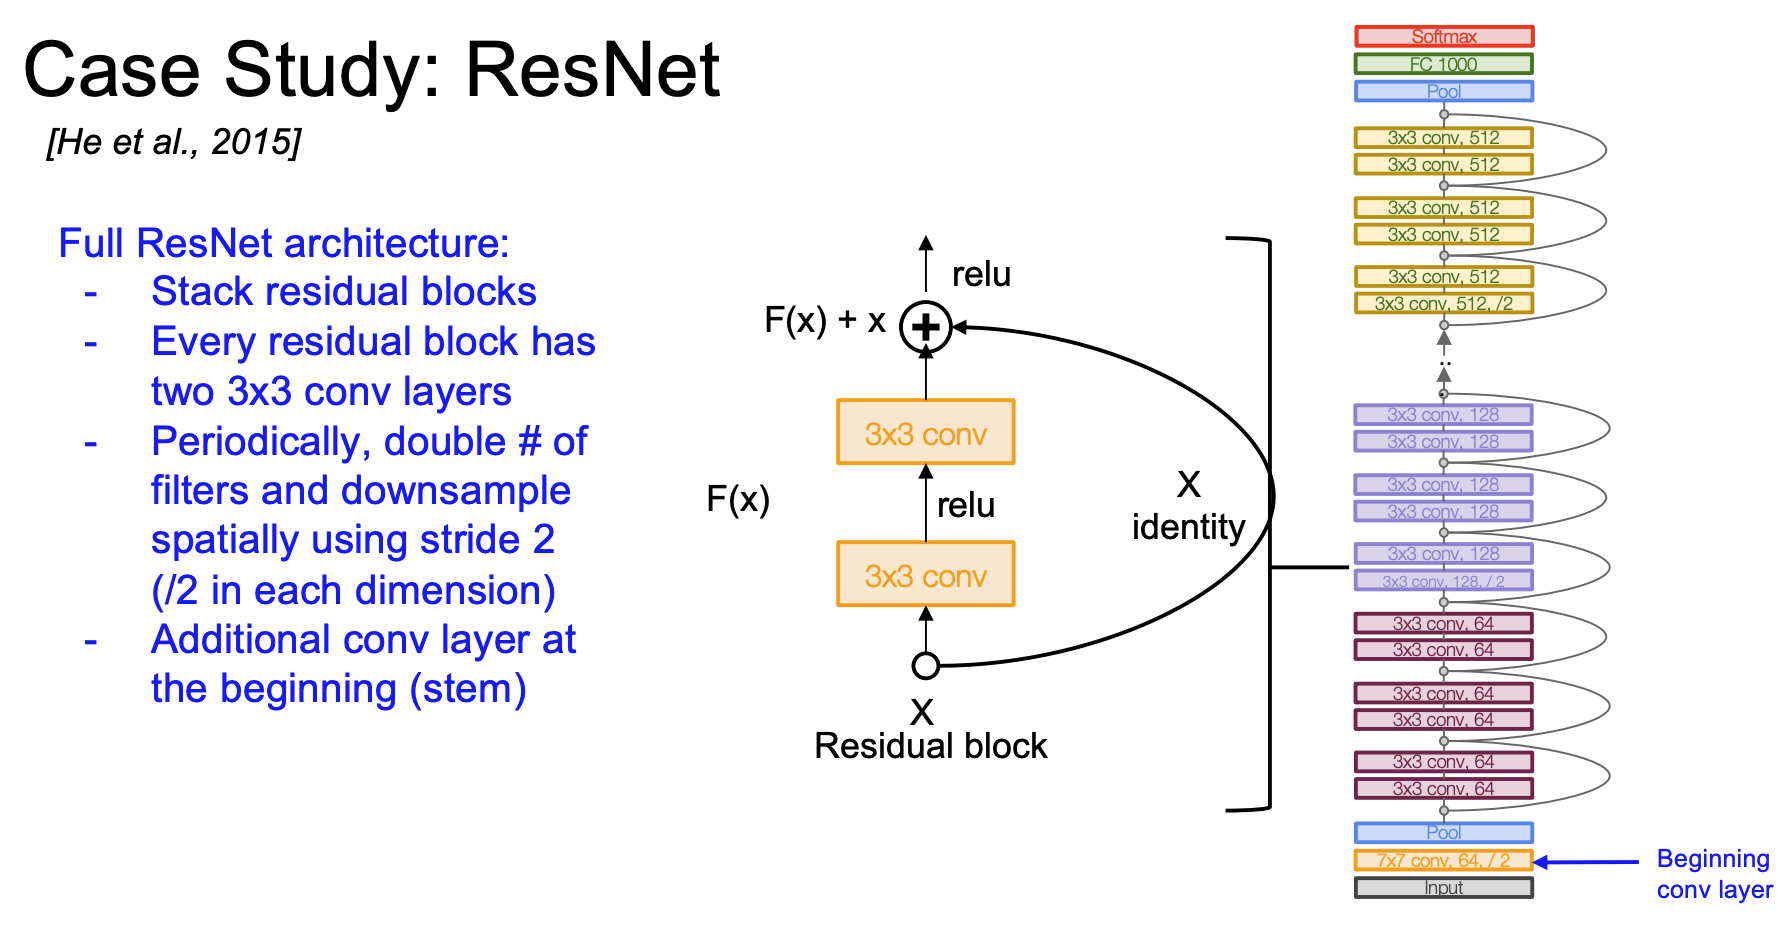 Case Study: ResNet
[He et al., 2015]
Full ResNet architecture:
- Stack residual blocks
- Every residual block has
two 3x3 conv layers
- Periodically, double # of
filters and downsample
spatially using stride 2
(/2 in each dimension)
- Additional conv layer at
the beginning (stem)
relu
F(x) + x
+
3x3 conv
F(x)
relu
X
identity
3x3 conv
X
Residual block
Softmax
FC 1000
Pool
3x3 conv, 512
3x3 conv, 512
3x3 conv, 512
3x3 conv, 512
3x3 conv, 512
3x3 conv, 512, /2
..
3x3 conv, 128
3x3 conv, 128
3x3 conv, 128
3x3 conv, 128
3x3 conv, 128
3x3 conv, 128, / 2
3x3 conv, 64
3x3 conv, 64
3x3 conv, 64
3x3 conv, 64
3x3 conv, 64
3x3 conv, 64
Pool
7x7 conv, 64, / 2
Input
Beginning
conv layer